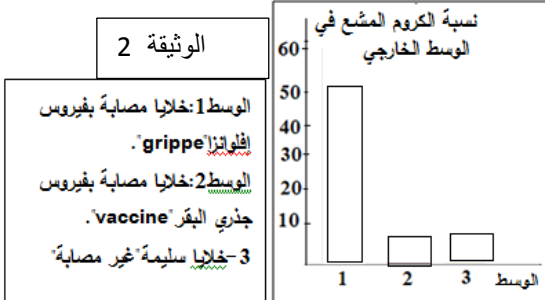 الوثيقة 2
الوسط1:خلايا مصابة بفيروس
افلوانزا"grippe".
الوسط2:خلايا مصابة بفيروس
جذري البقر"vaccine".
3-خلايا سليمة"غير مصابة"
نسبة الكروم المشع في
الوسط الخارجي
60
50
40
30
20
10
1 2 3 الوسط